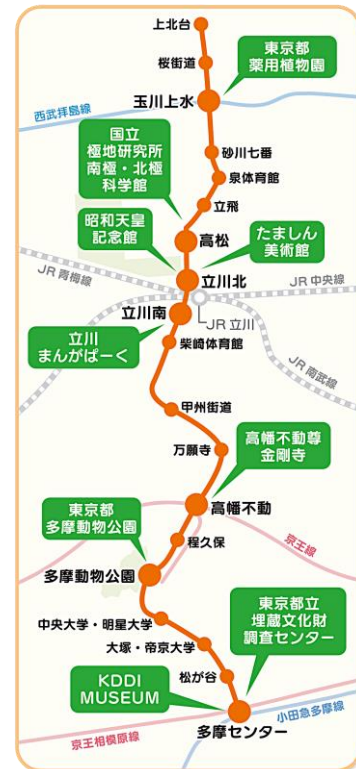 上北台
桜街道
東京都
薬用植物園
玉川上水
西武拝島線
国立
極地研究所
南極・北極
科学館
砂川七番
泉体育館
立飛
高松
昭和天皇
記念館
たましん
美術館
立川北
JR 青梅線
JR 中央線
立川南
JR 立川
立川
まんがぱーく
柴崎体育館
JR 南武線
甲州街道
万願寺
高幡不動尊
金剛寺
高幡不動
京王線
東京都
多摩動物公園
程久保
多摩動物公園
中央大学・明星大学
東京都立
埋蔵文化財
調査センター
大塚・帝京大学
松が谷
KDDI
MUSEUM
多摩センター
小田急多摩線
京王相模原線